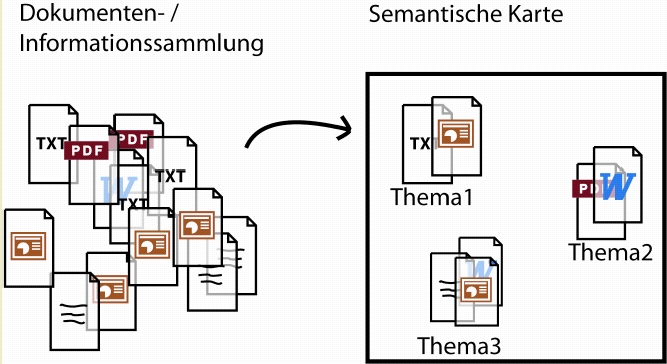 Dokumenten- /
Informationssammlung
Semantische Karte
TXT
PDF
PDF
TXT
W
TXT
TX
Thema1
PD
W
Thema2
W
Thema3